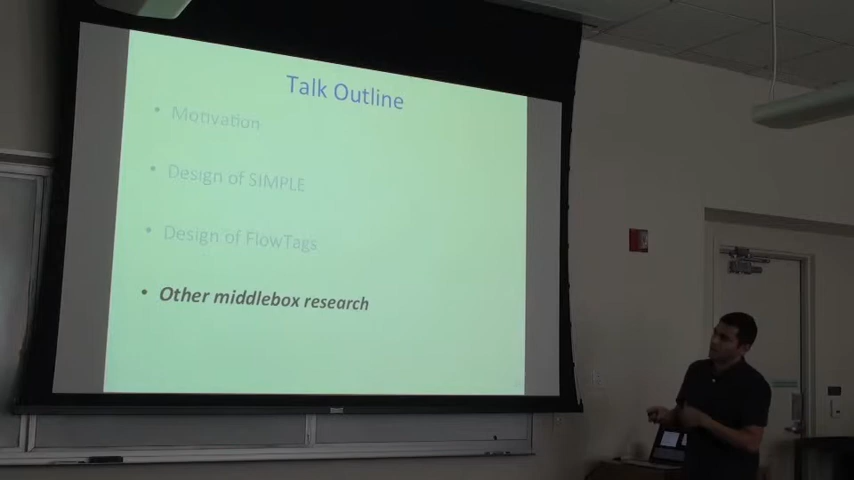 Talk Outline
• Motivation
• Design of SIMPLE
• Design of FlowTags
• Other middlebox research